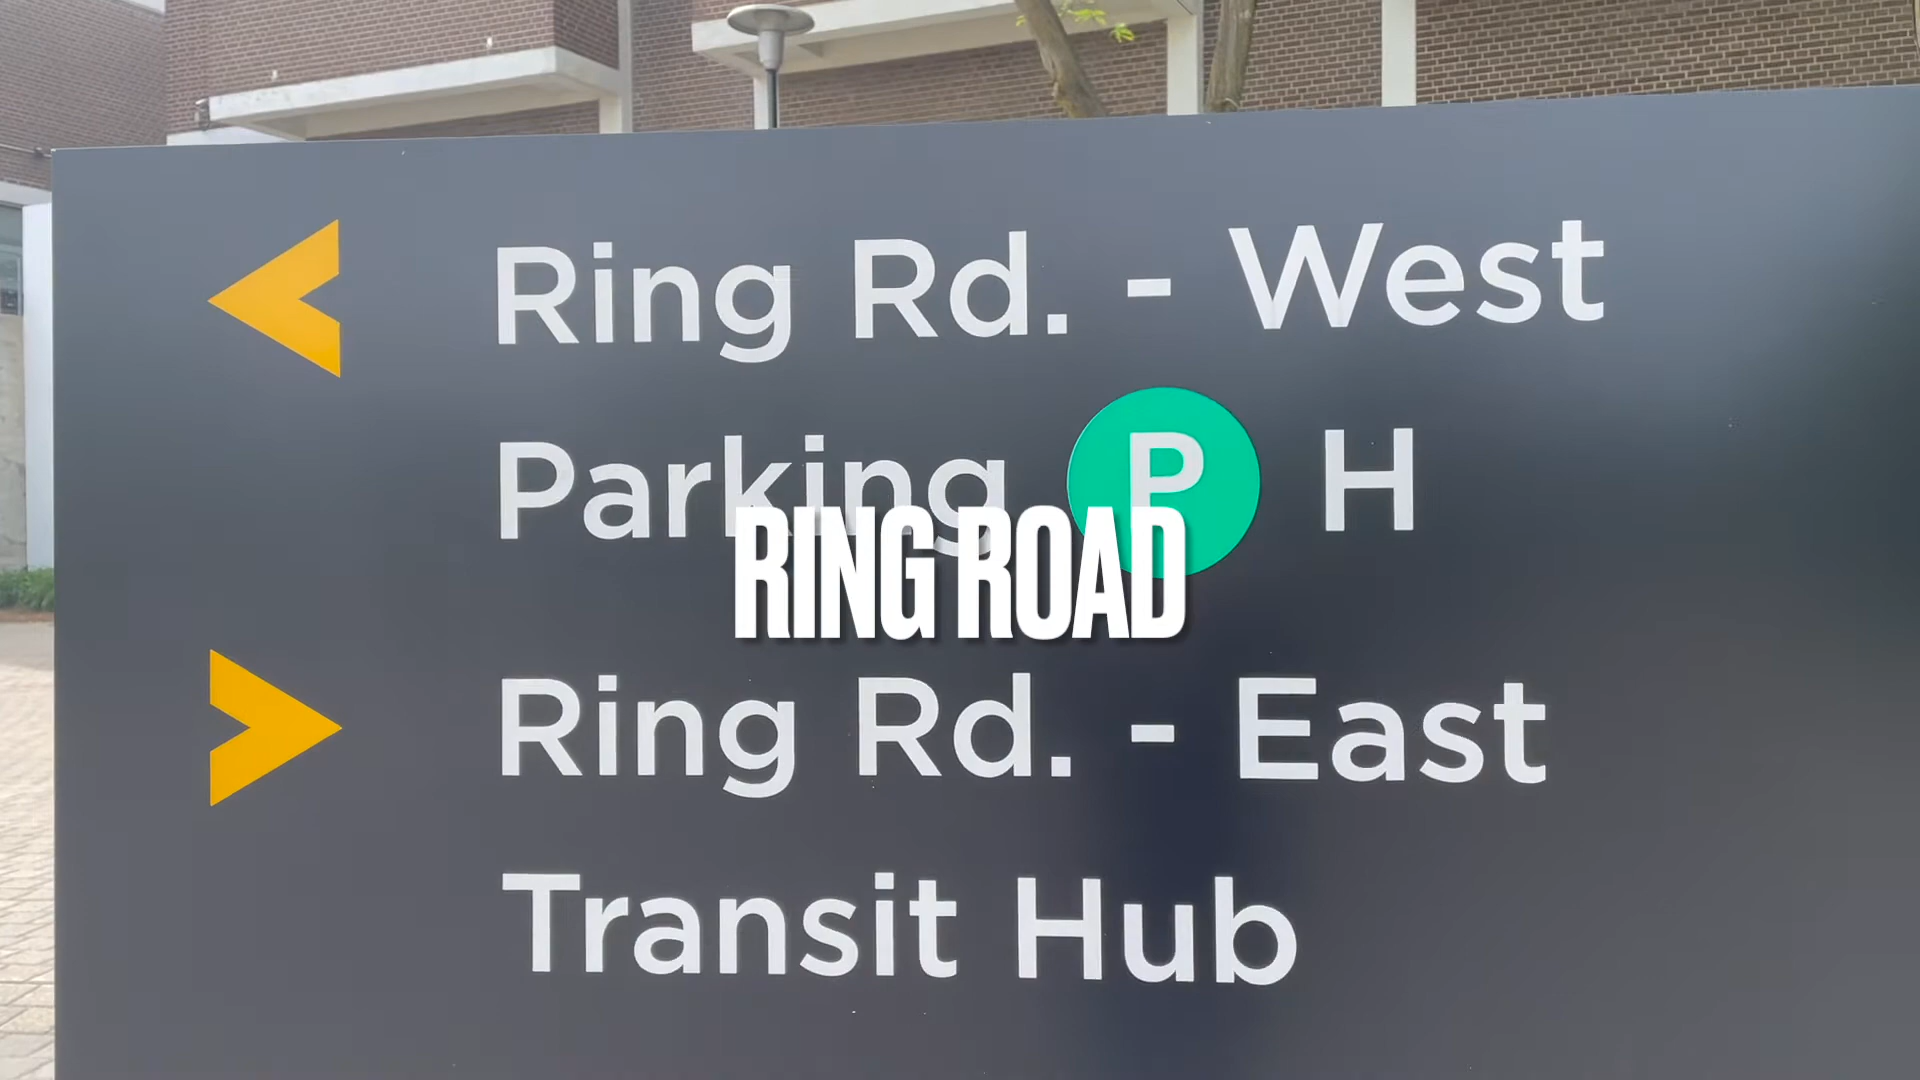 Ring Rd. - West
Parking P H
RING ROAD
Ring Rd. - East
Transit Hub